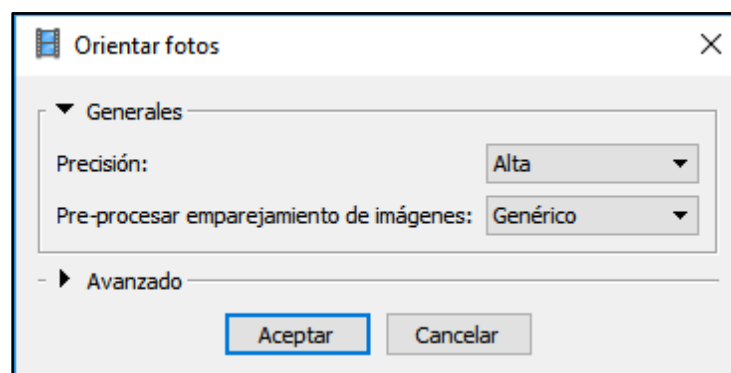 Orientar fotos
Generales
Precisión: Alta
Pre-procesar emparejamiento de imágenes: Genérico
Avanzado
Aceptar Cancelar